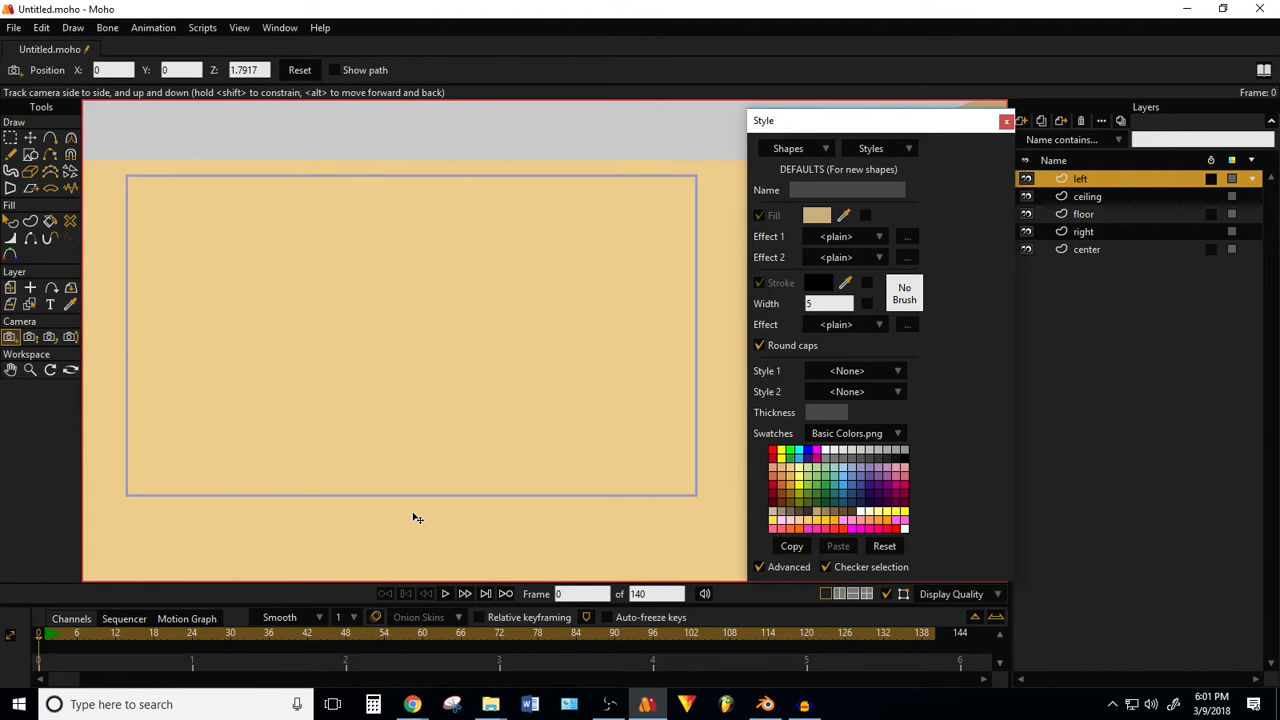 Untitled.moho - Moho
File Edit Draw Bone Animation Scripts View Window Help
Untitled.moho
Position X: 0 Y: 0 Z: 1.7917 Reset Show path
Track camera side to side, and up and down (hold <shift> to constrain, <alt> to move forward and back) Frame: 0
Tools
Draw
Fill
Layer
Camera
Workspace
Style
Shapes Styles
DEFAULTS (For new shapes)
Name
Fill
Effect 1 <plain> ...
Effect 2 <plain> ...
Stroke
No Brush
Width 5
Effect <plain> ...
Round caps
Style 1 <None>
Style 2 <None>
Thickness
Swatches Basic Colors.png
Copy Paste Reset
Advanced Checker selection
Layers
Name contains...
Name
left
ceiling
floor
right
center
Frame 0 of 140 Display Quality
Channels Sequencer Motion Graph Smooth 1 Onion Skins Relative keyframing Auto-freeze keys
0 6 12 18 24 30 36 42 48 54 60 66 72 78 84 90 96 102 108 114 120 126 132 138 144
0 1 2 3 4 5 6
Type here to search
6:01 PM
3/9/2018